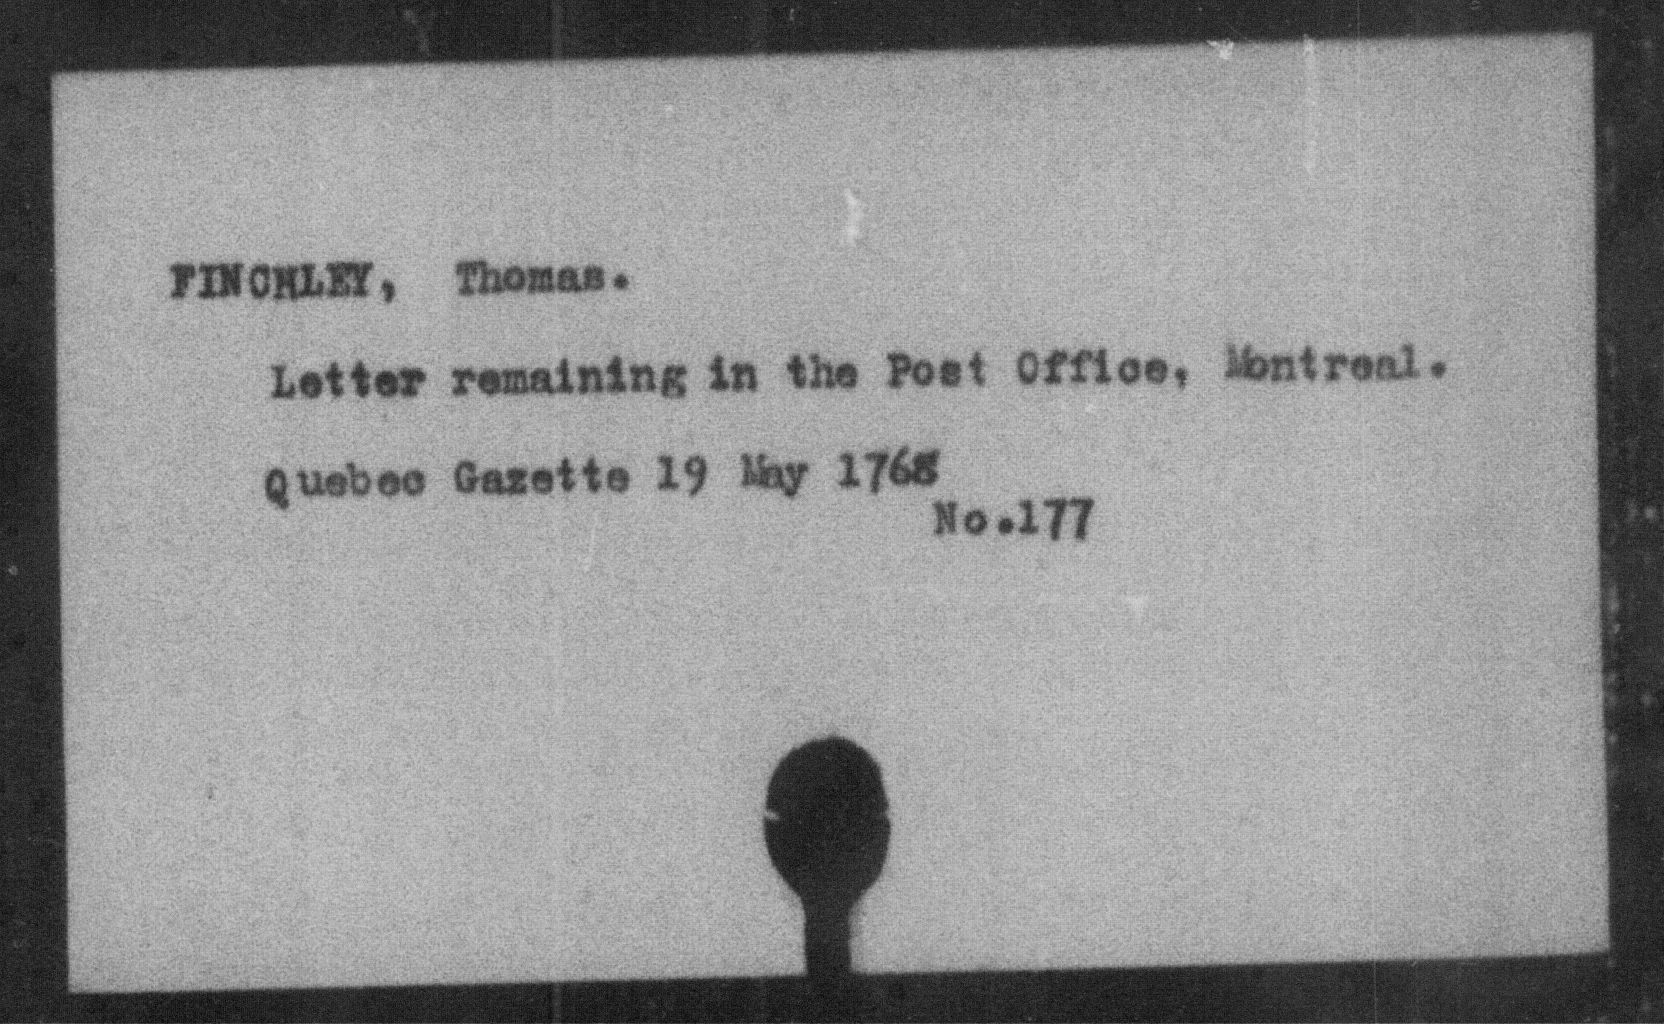 FINCHLEY, Thomas.
Letter remaining in the Post Office, Montreal.
Quebec Gazette 19 May 1768
No.177